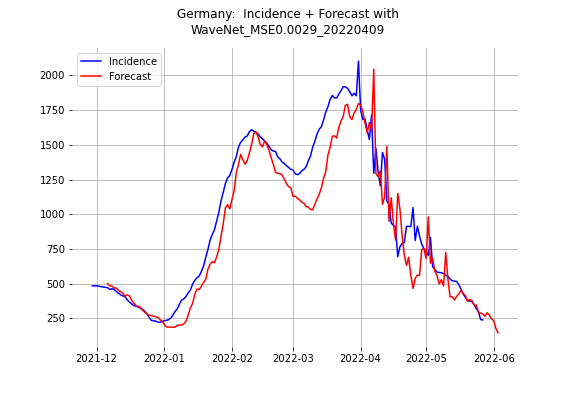 Germany:  Incidence + Forecast with
WaveNet_MSE0.0029_20220409
Incidence
Forecast
2000
1750
1500
1250
1000
750
500
250
2021-12 2022-01 2022-02 2022-03 2022-04 2022-05 2022-06